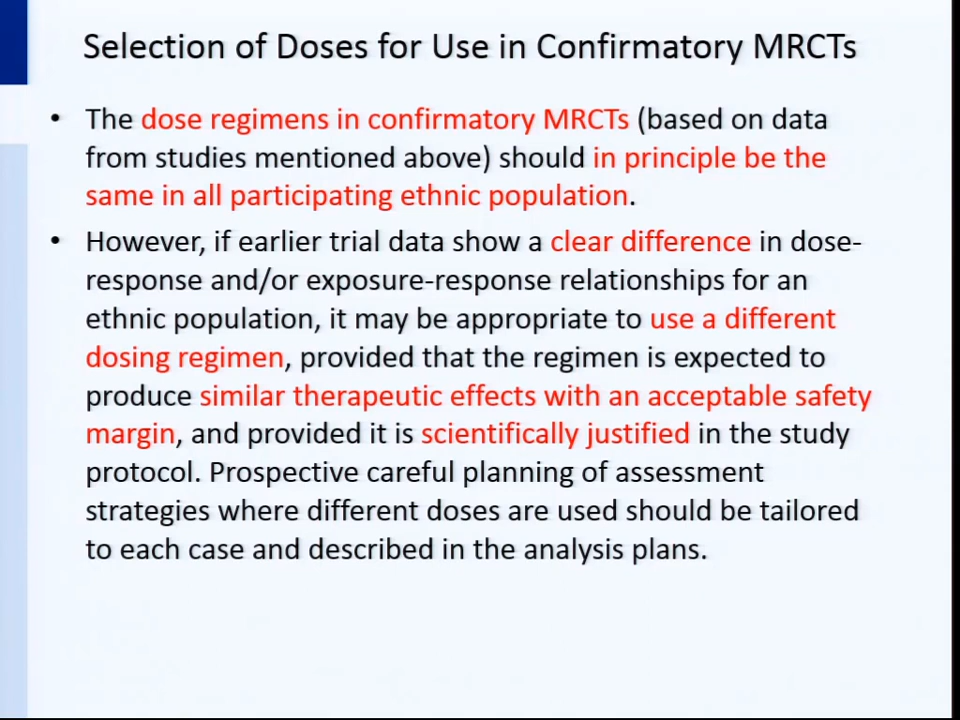 Selection of Doses for Use in Confirmatory MRCTs
• The dose regimens in confirmatory MRCTs (based on data
from studies mentioned above) should in principle be the
same in all participating ethnic population.
• However, if earlier trial data show a clear difference in dose-
response and/or exposure-response relationships for an
ethnic population, it may be appropriate to use a different
dosing regimen, provided that the regimen is expected to
produce similar therapeutic effects with an acceptable safety
margin, and provided it is scientifically justified in the study
protocol. Prospective careful planning of assessment
strategies where different doses are used should be tailored
to each case and described in the analysis plans.